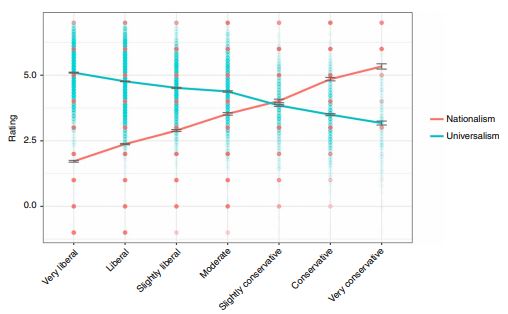 Rating
5.0
2.5
0.0
Very liberal
Liberal
Slightly liberal
Moderate
Slightly conservative
Conservative
Very conservative
Nationalism
Universalism